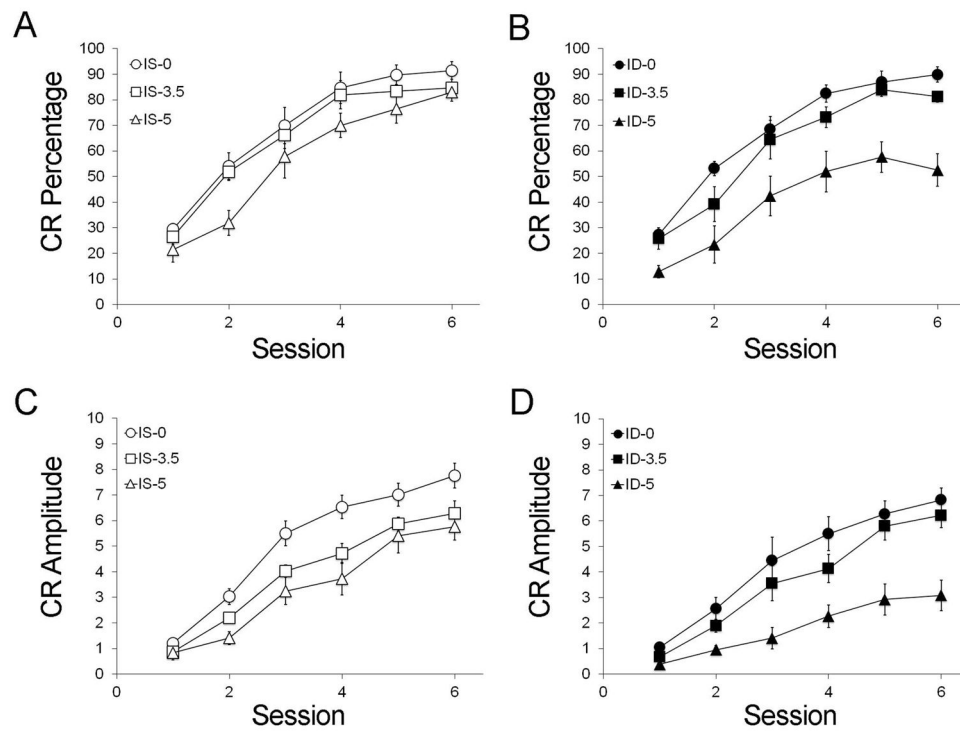 A
CR Percentage
100
90
80
70
60
50
40
30
20
10
0
IS-0
IS-3.5
IS-5
0 2 4 6
Session
B
CR Percentage
100
90
80
70
60
50
40
30
20
10
0
ID-0
ID-3.5
ID-5
0 2 4 6
Session
C
CR Amplitude
10
9
8
7
6
5
4
3
2
1
0
IS-0
IS-3.5
IS-5
0 2 4 6
Session
D
CR Amplitude
10
9
8
7
6
5
4
3
2
1
0
ID-0
ID-3.5
ID-5
0 2 4 6
Session